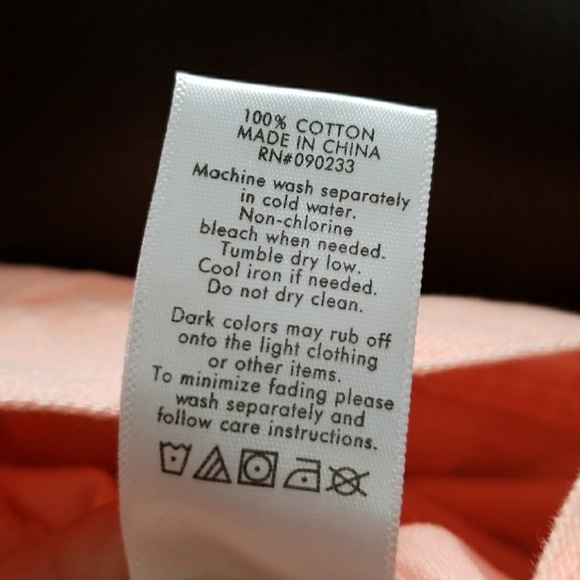 100% COTTON
MADE IN CHINA
RN#090233
Machine wash separately
in cold water.
Non-chlorine
bleach when needed.
Tumble dry low.
Cool iron if needed.
Do not dry clean.
Dark colors may rub off
onto the light clothing
or other items.
To minimize fading please
wash separately and
follow care instructions.